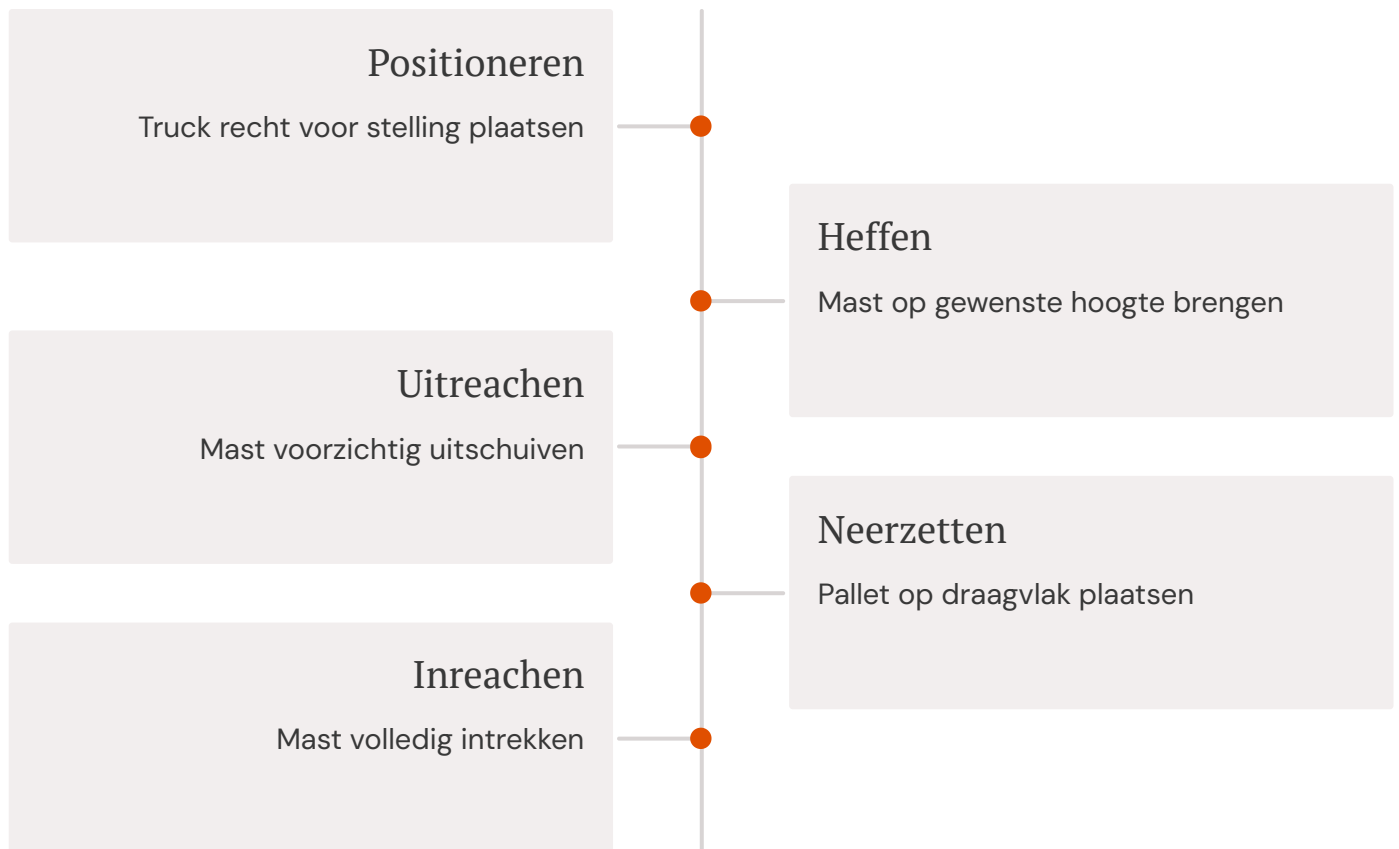 Positioneren
Truck recht voor stelling plaatsen
Heffen
Mast op gewenste hoogte brengen
Uitreachen
Mast voorzichtig uitschuiven
Neerzetten
Pallet op draagvlak plaatsen
Inreachen
Mast volledig intrekken